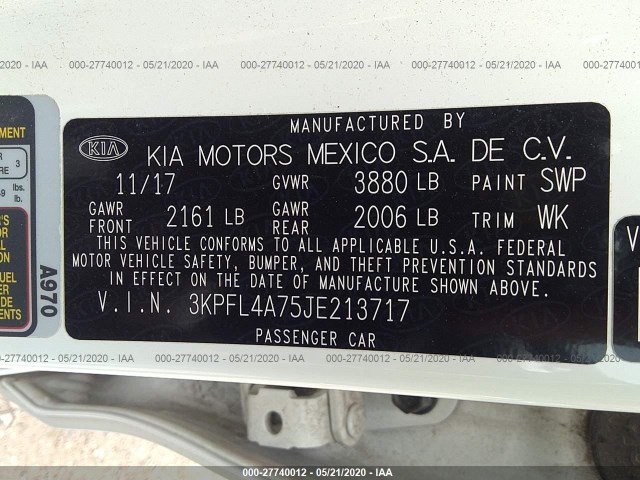 000-27740012 - 05/21/2020 - IAA
MANUFACTURED BY
KIA KIA MOTORS MEXICO S.A. DE C.V.
11/17 GVWR 3880 LB PAINT SWP
GAWR FRONT 2161 LB GAWR REAR 2006 LB TRIM WK
THIS VEHICLE CONFORMS TO ALL APPLICABLE U.S.A. FEDERAL
MOTOR VEHICLE SAFETY, BUMPER, AND THEFT PREVENTION STANDARDS
IN EFFECT ON THE DATE OF MANUFACTURE SHOWN ABOVE.
V.I.N. 3KPFL4A75JE213717
PASSENGER CAR
A970
000-27740012 - 05/21/2020 - IAA